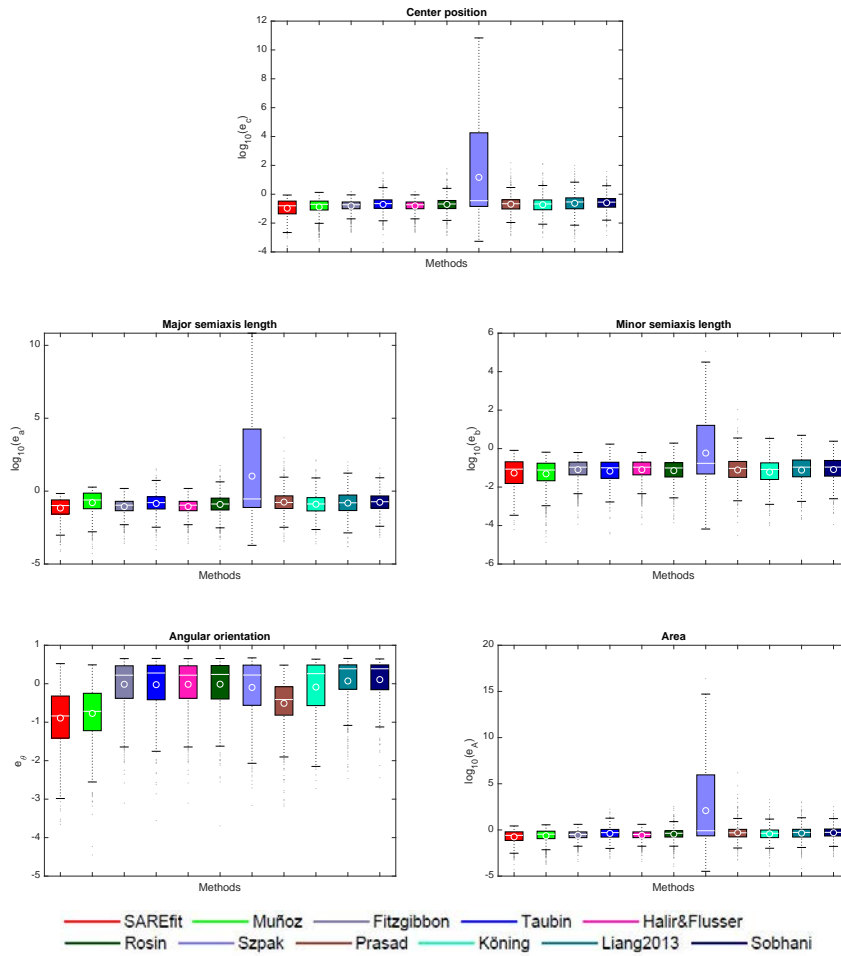 Center position
12
10
8
6
4
2
0
-2
-4
log10(ec)
Methods
Major semiaxis length
10
5
0
-5
log10(ea)
Methods
Minor semiaxis length
6
4
2
0
-2
-4
-6
log10(eb)
Methods
Angular orientation
1
0
-1
-2
-3
-4
-5
eθ
Methods
Area
20
15
10
5
0
-5
log10(eA)
Methods
SAREfit Muñoz Fitzgibbon Taubin Halir&Flusser
Rosin Szpak Prasad Köning Liang2013 Sobhani